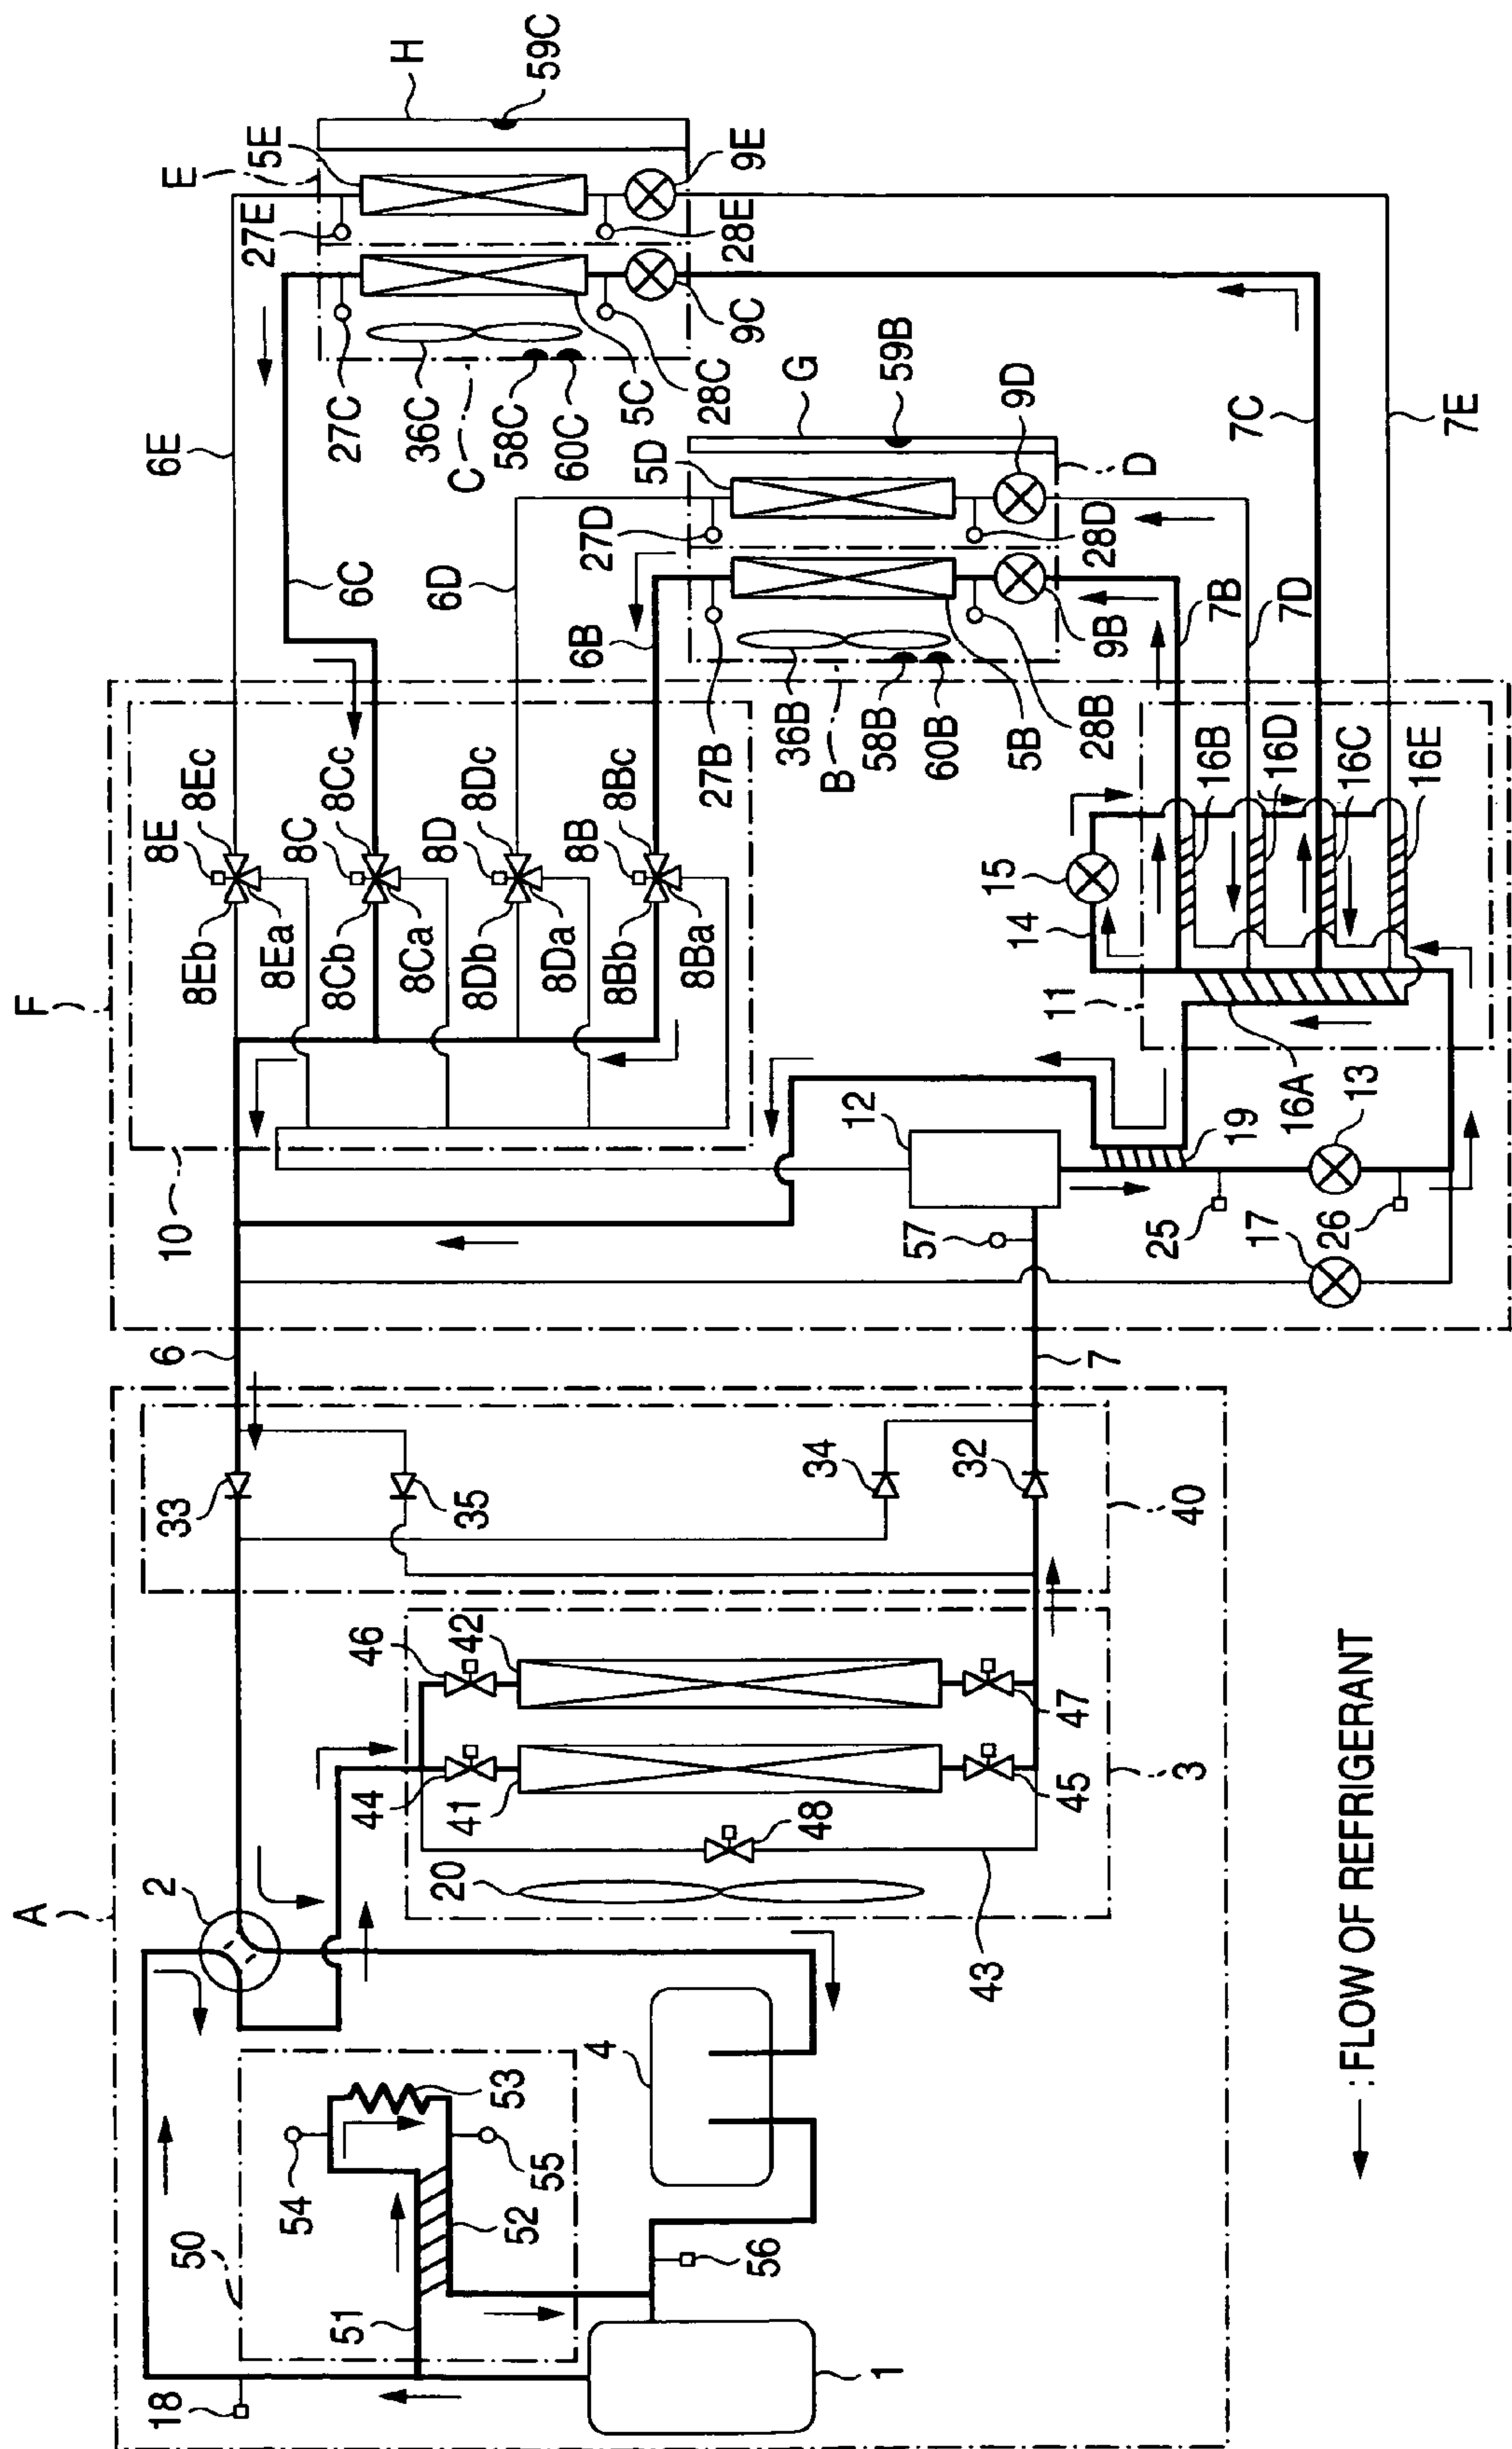 A
F
18
2
33
6
10
8E
6E
E
50
8Eb
8Ec
27E
5E
8Ea
54
8C
51
8Cb
8Cc
6C
27C
44
46
H
8Ca
36C
20
41
42
35
8D
6D
C
8Db
8Dc
58C
53
52
55
59C
8Da
60C
8B
6B
27D
4
8Bb
8Bc
5C
5D
8Ba
27B
28C
28E
9C
9E
56
36B
G
48
34
B
12
1
58B
59B
57
60B
32
43
15
14
5B
9D
11
45
47
7
28B
28D
9B
D
25
3
40
16A
19
16B
7B
7C
17
16D
7D
26
13
16C
: FLOW OF REFRIGERANT
16E
7E